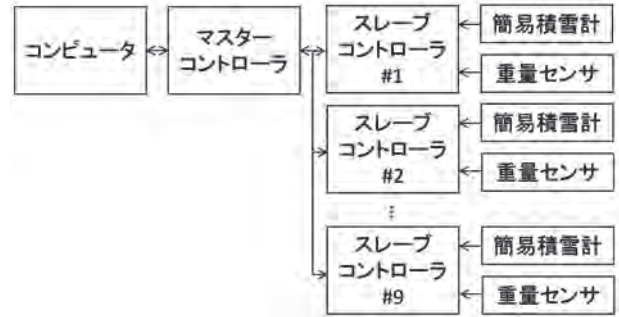 コンピュータ
マスター
コントローラ
スレーブ
コントローラ
#1
簡易積雪計
重量センサ
スレーブ
コントローラ
#2
簡易積雪計
重量センサ
⋮
スレーブ
コントローラ
#9
簡易積雪計
重量センサ